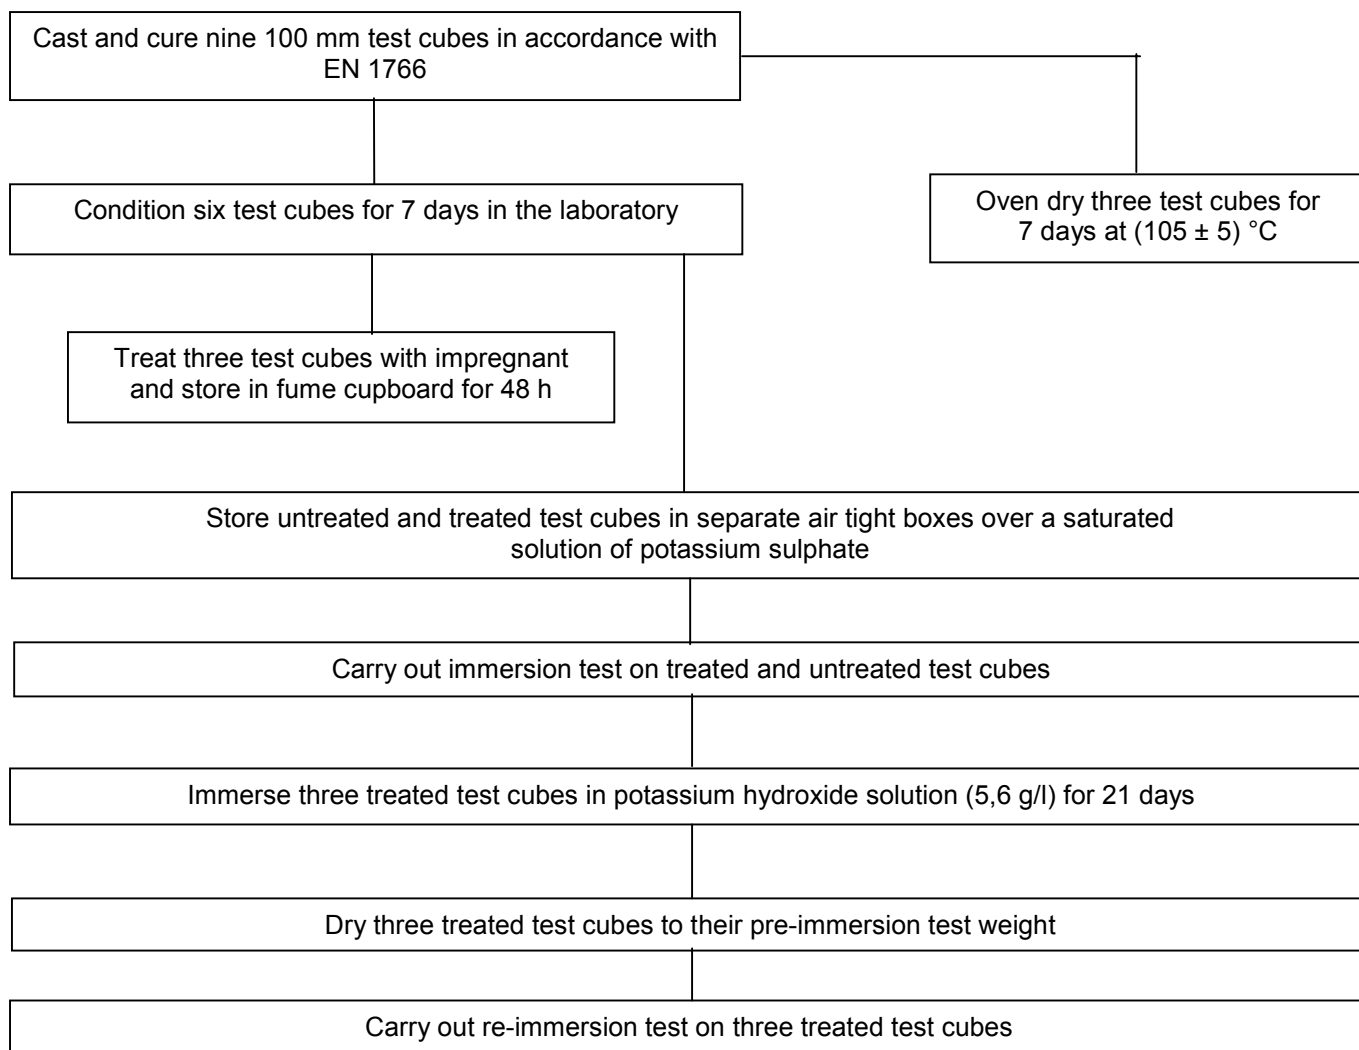 Cast and cure nine 100 mm test cubes in accordance with
EN 1766
Condition six test cubes for 7 days in the laboratory
Oven dry three test cubes for
7 days at (105 ± 5) °C
Treat three test cubes with impregnant
and store in fume cupboard for 48 h
Store untreated and treated test cubes in separate air tight boxes over a saturated
solution of potassium sulphate
Carry out immersion test on treated and untreated test cubes
Immerse three treated test cubes in potassium hydroxide solution (5,6 g/l) for 21 days
Dry three treated test cubes to their pre-immersion test weight
Carry out re-immersion test on three treated test cubes